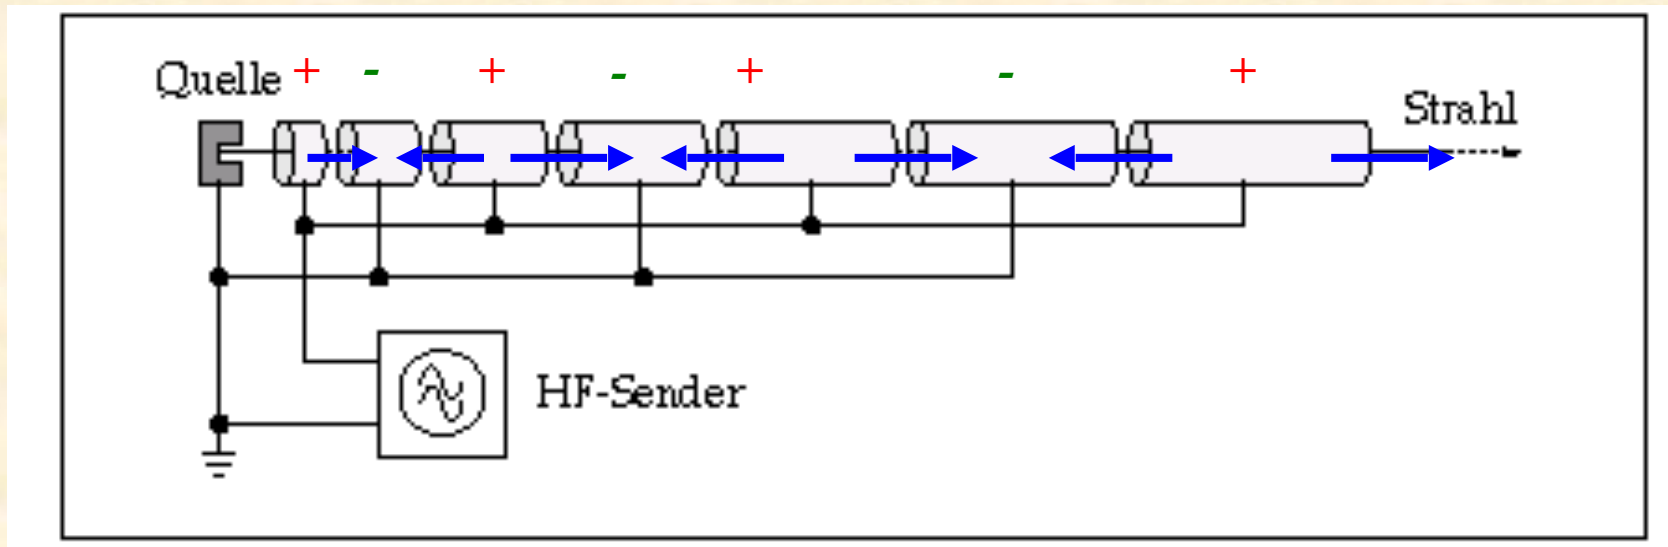 Quelle + - + - + - +
Strahl
HF-Sender